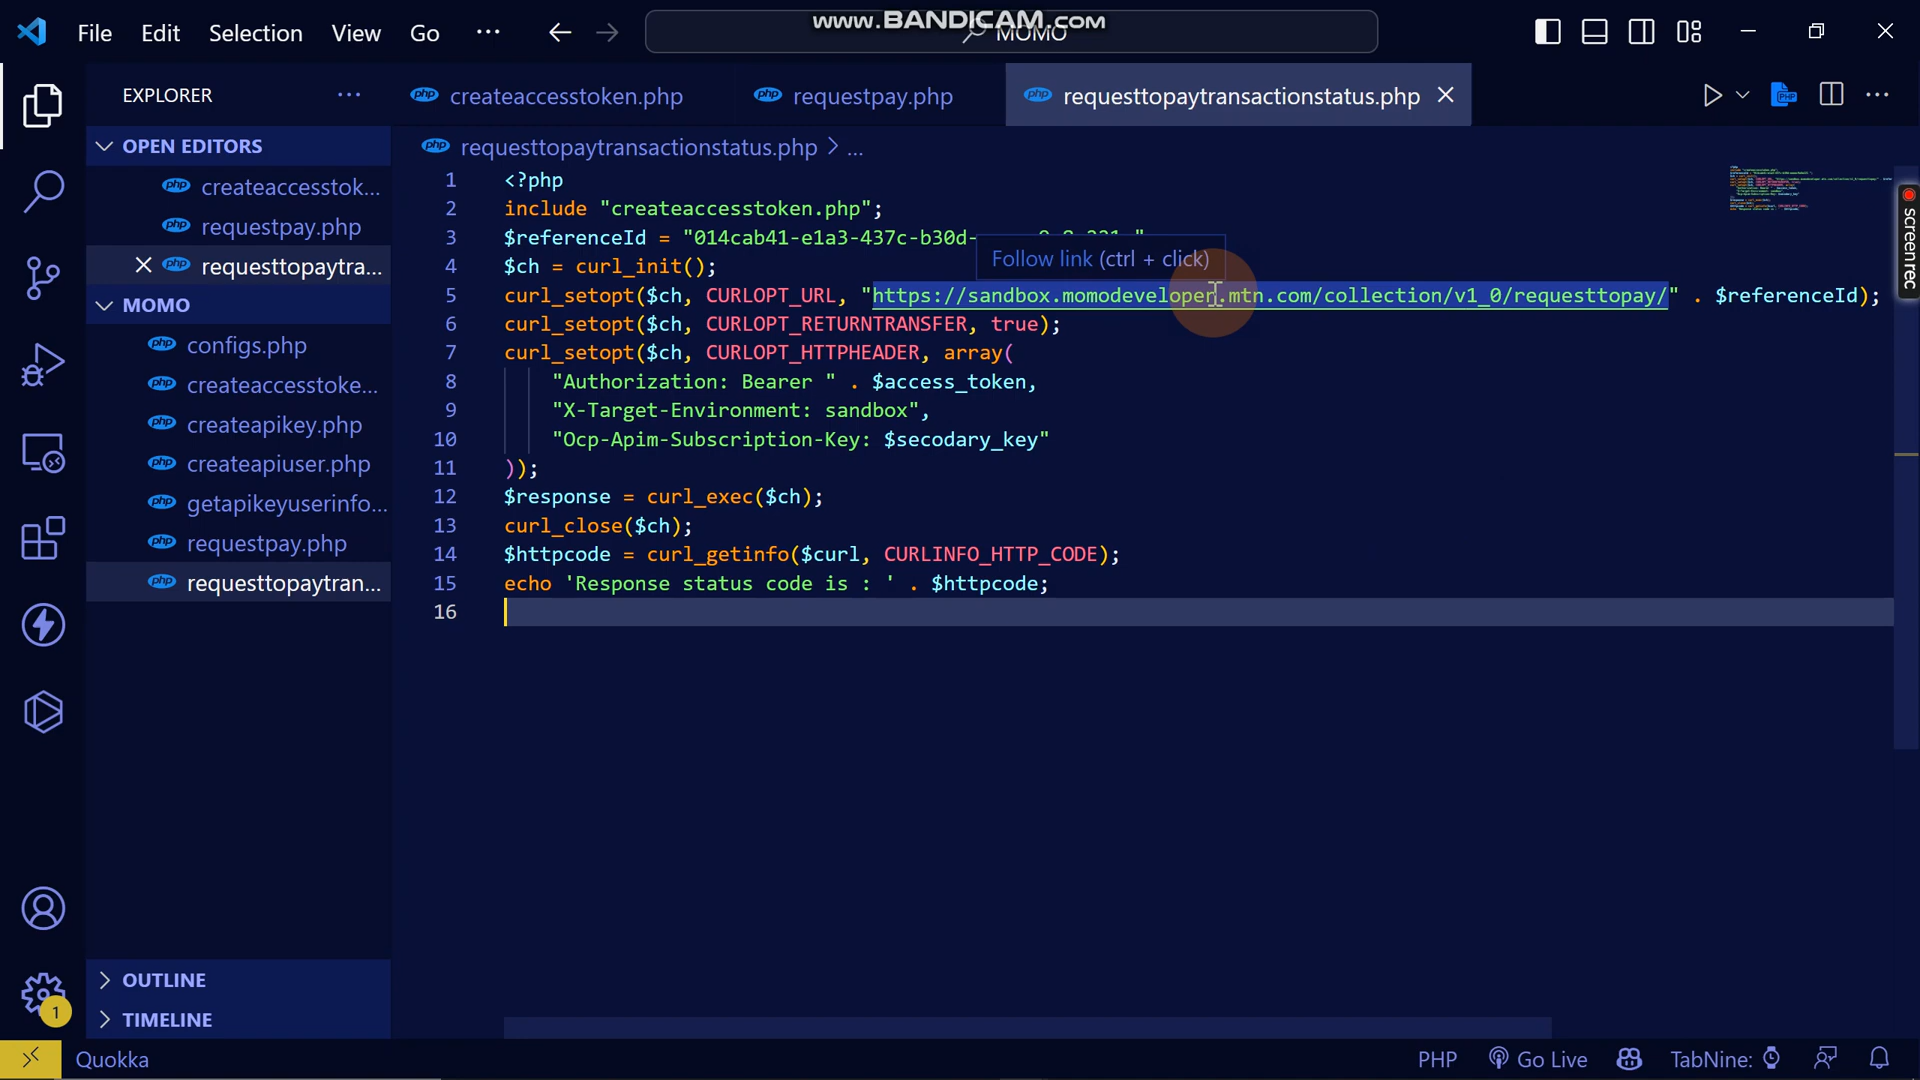 www.BANDICAM.com
File Edit Selection View Go ... MOMO
EXPLORER ...
createaccesstoken.php requestpay.php requesttopaytransactionstatus.php
OPEN EDITORS
createaccesstok...
requestpay.php
requesttopaytra...
MOMO
configs.php
createaccesstoke...
createapikey.php
createapiuser.php
getapikeyuserinfo...
requestpay.php
requesttopaytran...
OUTLINE
TIMELINE
requesttopaytransactionstatus.php > ...
1 <?php
2 include "createaccesstoken.php";
3 $referenceId = "014cab41-e1a3-437c-b30d-
Follow link (ctrl + click)
4 $ch = curl_init();
5 curl_setopt($ch, CURLOPT_URL, "https://sandbox.momodeveloper.mtn.com/collection/v1_0/requesttopay/" . $referenceId);
6 curl_setopt($ch, CURLOPT_RETURNTRANSFER, true);
7 curl_setopt($ch, CURLOPT_HTTPHEADER, array(
8 "Authorization: Bearer " . $access_token,
9 "X-Target-Environment: sandbox",
10 "Ocp-Apim-Subscription-Key: $secodary_key"
11 ));
12 $response = curl_exec($ch);
13 curl_close($ch);
14 $httpcode = curl_getinfo($curl, CURLINFO_HTTP_CODE);
15 echo 'Response status code is : ' . $httpcode;
16
screen rec
1
Quokka PHP Go Live TabNine: